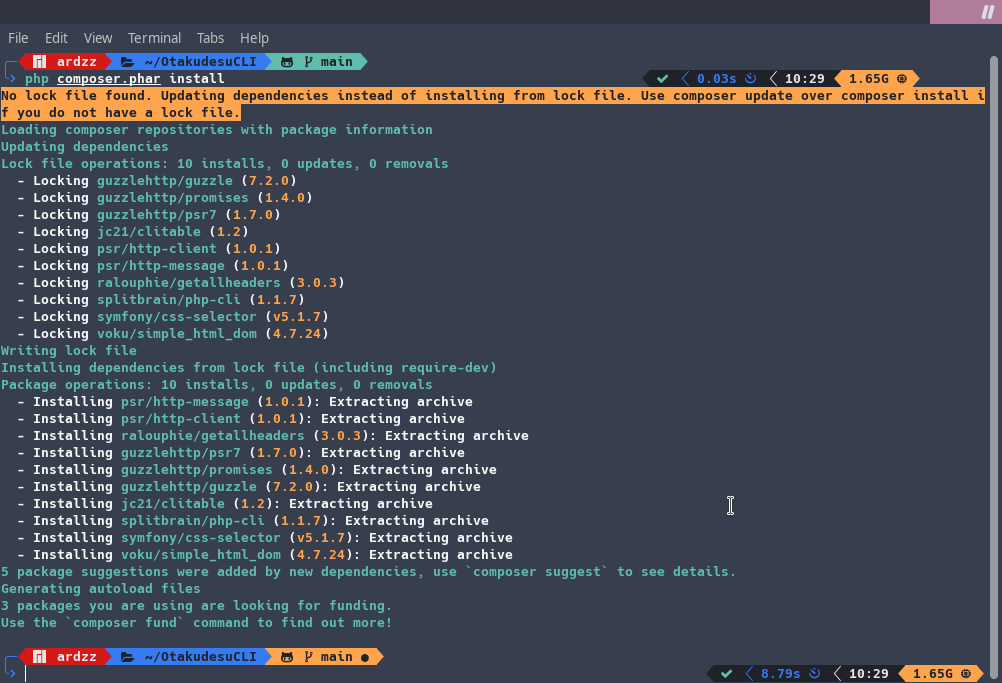 File Edit View Terminal Tabs Help
ardzz ~/OtakudesuCLI main
php composer.phar install 0.03s 10:29 1.65G
No lock file found. Updating dependencies instead of installing from lock file. Use composer update over composer install i
f you do not have a lock file.
Loading composer repositories with package information
Updating dependencies
Lock file operations: 10 installs, 0 updates, 0 removals
- Locking guzzlehttp/guzzle (7.2.0)
- Locking guzzlehttp/promises (1.4.0)
- Locking guzzlehttp/psr7 (1.7.0)
- Locking jc21/clitable (1.2)
- Locking psr/http-client (1.0.1)
- Locking psr/http-message (1.0.1)
- Locking ralouphie/getallheaders (3.0.3)
- Locking splitbrain/php-cli (1.1.7)
- Locking symfony/css-selector (v5.1.7)
- Locking voku/simple_html_dom (4.7.24)
Writing lock file
Installing dependencies from lock file (including require-dev)
Package operations: 10 installs, 0 updates, 0 removals
- Installing psr/http-message (1.0.1): Extracting archive
- Installing psr/http-client (1.0.1): Extracting archive
- Installing ralouphie/getallheaders (3.0.3): Extracting archive
- Installing guzzlehttp/psr7 (1.7.0): Extracting archive
- Installing guzzlehttp/promises (1.4.0): Extracting archive
- Installing guzzlehttp/guzzle (7.2.0): Extracting archive
- Installing jc21/clitable (1.2): Extracting archive
- Installing splitbrain/php-cli (1.1.7): Extracting archive
- Installing symfony/css-selector (v5.1.7): Extracting archive
- Installing voku/simple_html_dom (4.7.24): Extracting archive
5 package suggestions were added by new dependencies, use `composer suggest` to see details.
Generating autoload files
3 packages you are using are looking for funding.
Use the `composer fund` command to find out more!
ardzz ~/OtakudesuCLI main ●
8.79s 10:29 1.65G